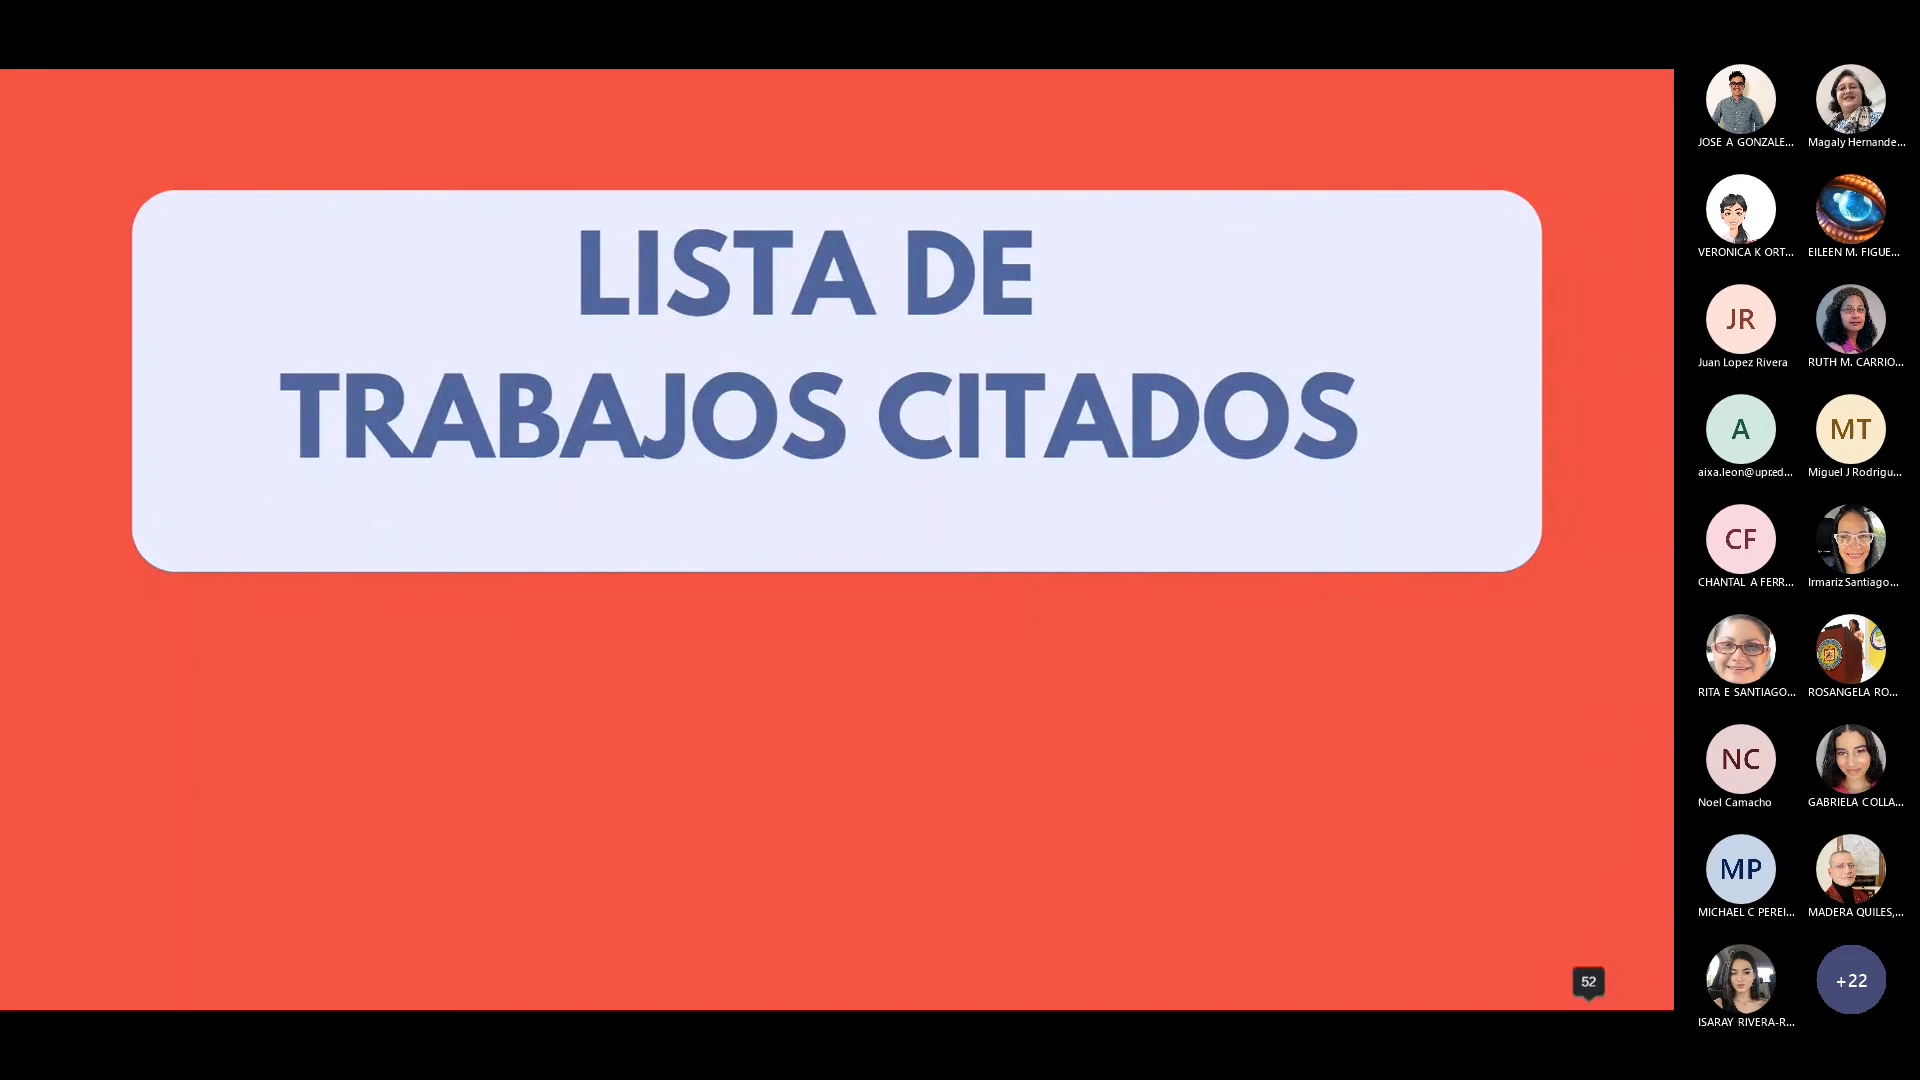 LISTA DE
TRABAJOS CITADOS
52
JOSE A GONZALE...
Magaly Hernande...
VERONICA K ORT...
EILEEN M. FIGUE...
JR
Juan Lopez Rivera
RUTH M. CARRIO...
A
aixa.leon@upr.ed...
MT
Miguel J Rodrigu...
CF
CHANTAL A FERR...
Irmariz Santiago...
RITA E SANTIAGO...
ROSANGELA RO...
NC
Noel Camacho
GABRIELA COLLA...
MP
MICHAEL C PEREI...
MADERA QUILES,...
ISARAY RIVERA-R...
+22